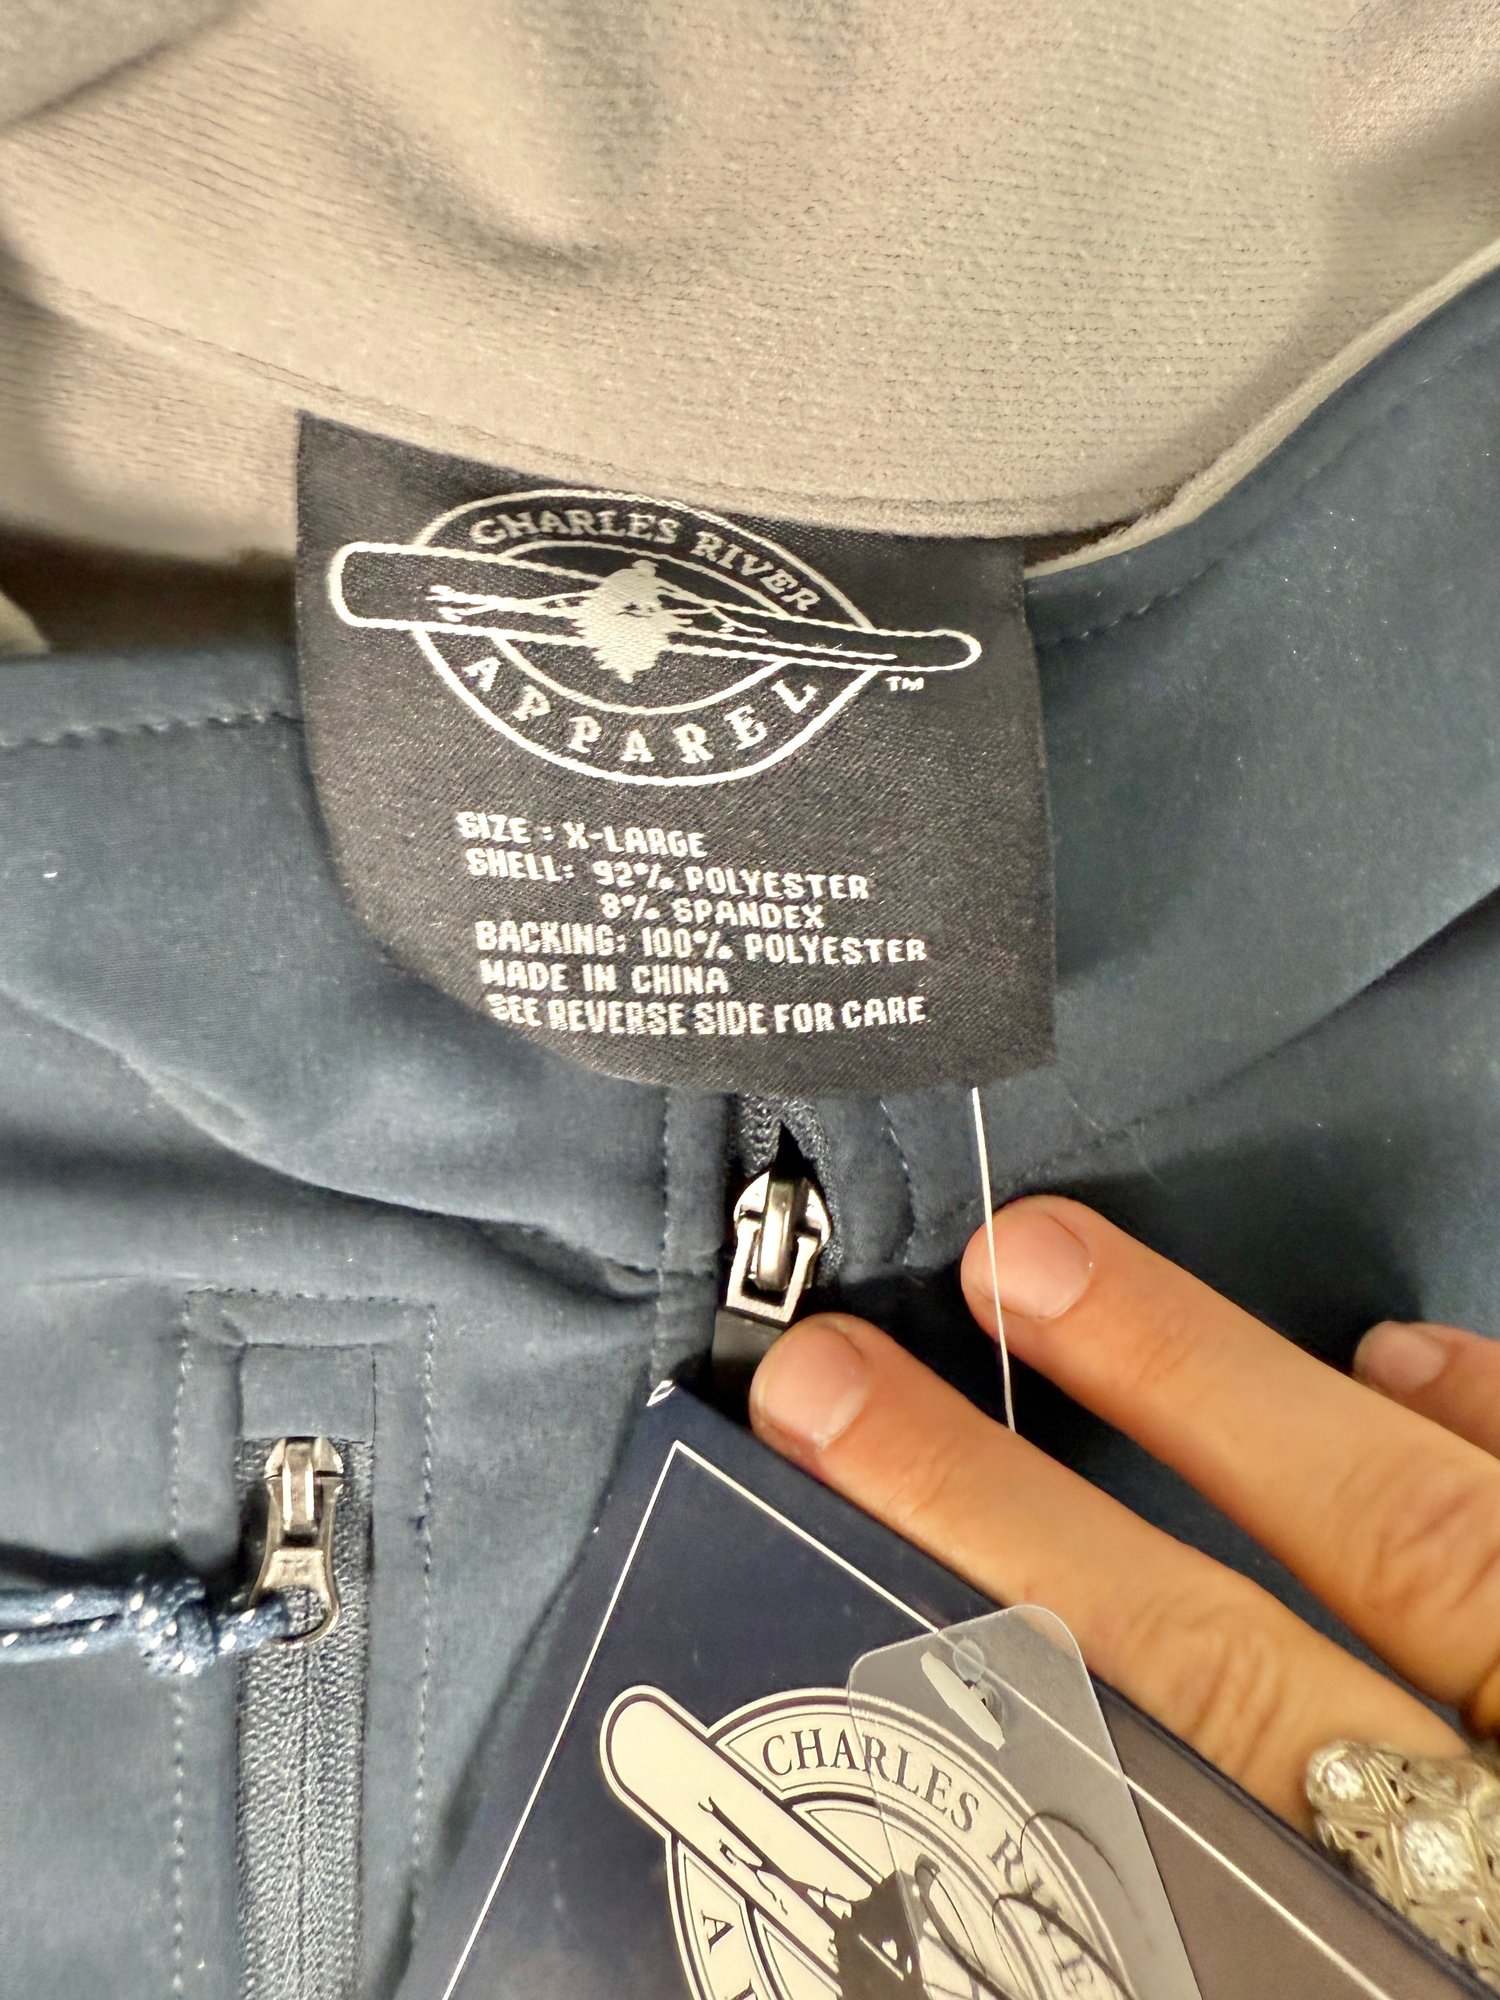 CHARLES RIVER
APPAREL
TM
SIZE : X-LARGE
SHELL: 92% POLYESTER
8% SPANDEX
BACKING: 100% POLYESTER
MADE IN CHINA
SEE REVERSE SIDE FOR CARE
CHARLES RIVE
A